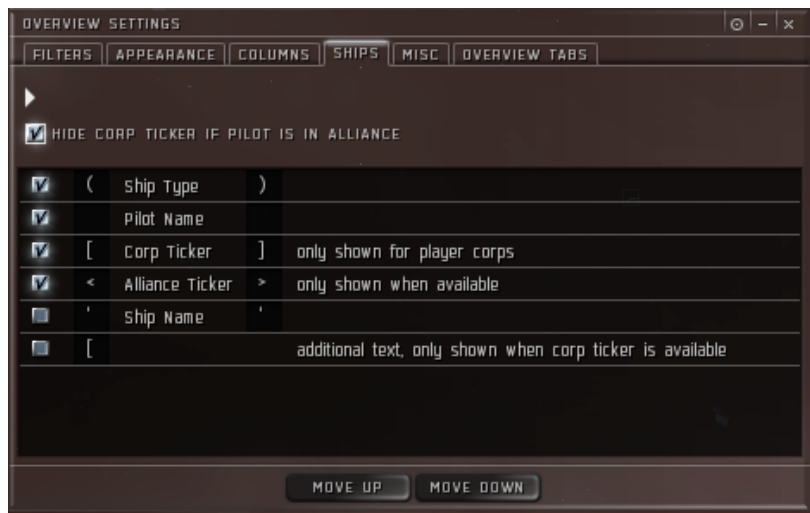 OVERVIEW SETTINGS
FILTERS APPEARANCE COLUMNS SHIPS MISC OVERVIEW TABS
HIDE CORP TICKER IF PILOT IS IN ALLIANCE
( Ship Type )
Pilot Name
[ Corp Ticker ] only shown for player corps
< Alliance Ticker > only shown when available
' Ship Name '
[ additional text, only shown when corp ticker is available
MOVE UP MOVE DOWN